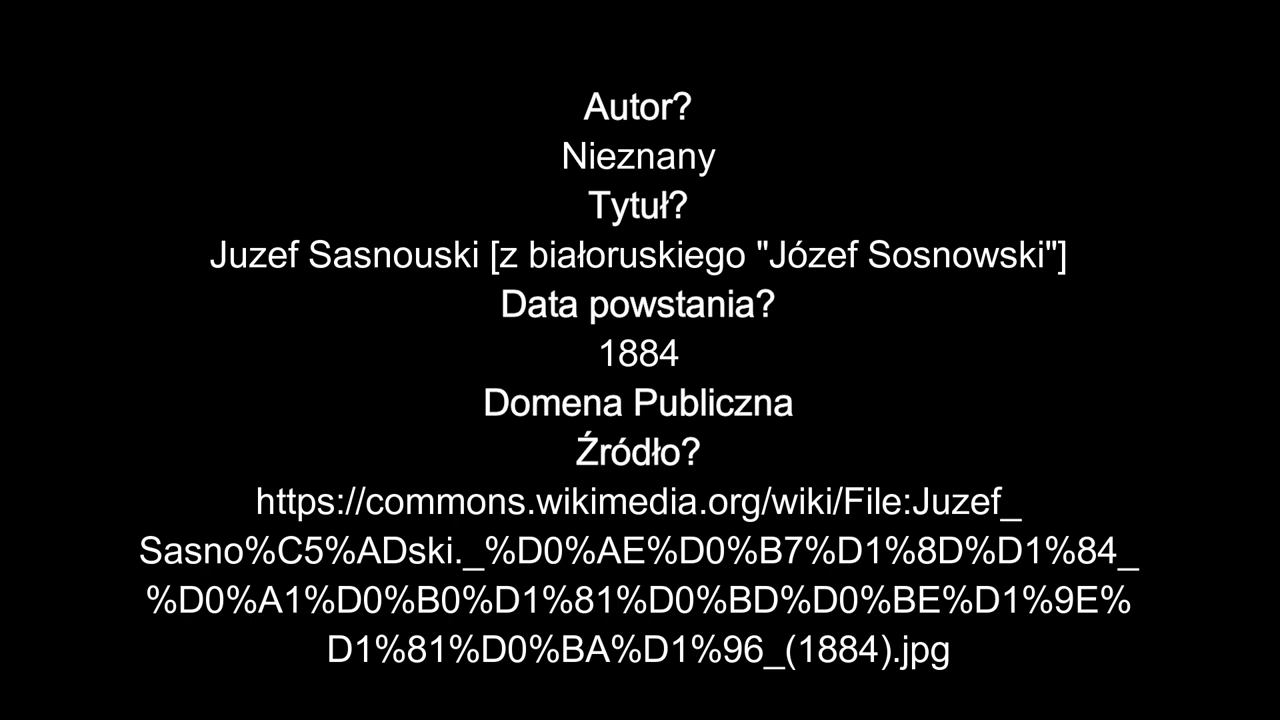 Autor?
Nieznany
Tytuł?
Juzef Sasnouski [z białoruskiego "Józef Sosnowski"]
Data powstania?
1884
Domena Publiczna
Źródło?
https://commons.wikimedia.org/wiki/File:Juzef_
Sasno%C5%ADski._%D0%AE%D0%B7%D1%8D%D1%84_
%D0%A1%D0%B0%D1%81%D0%BD%D0%BE%D1%9E%
D1%81%D0%BA%D1%96_(1884).jpg